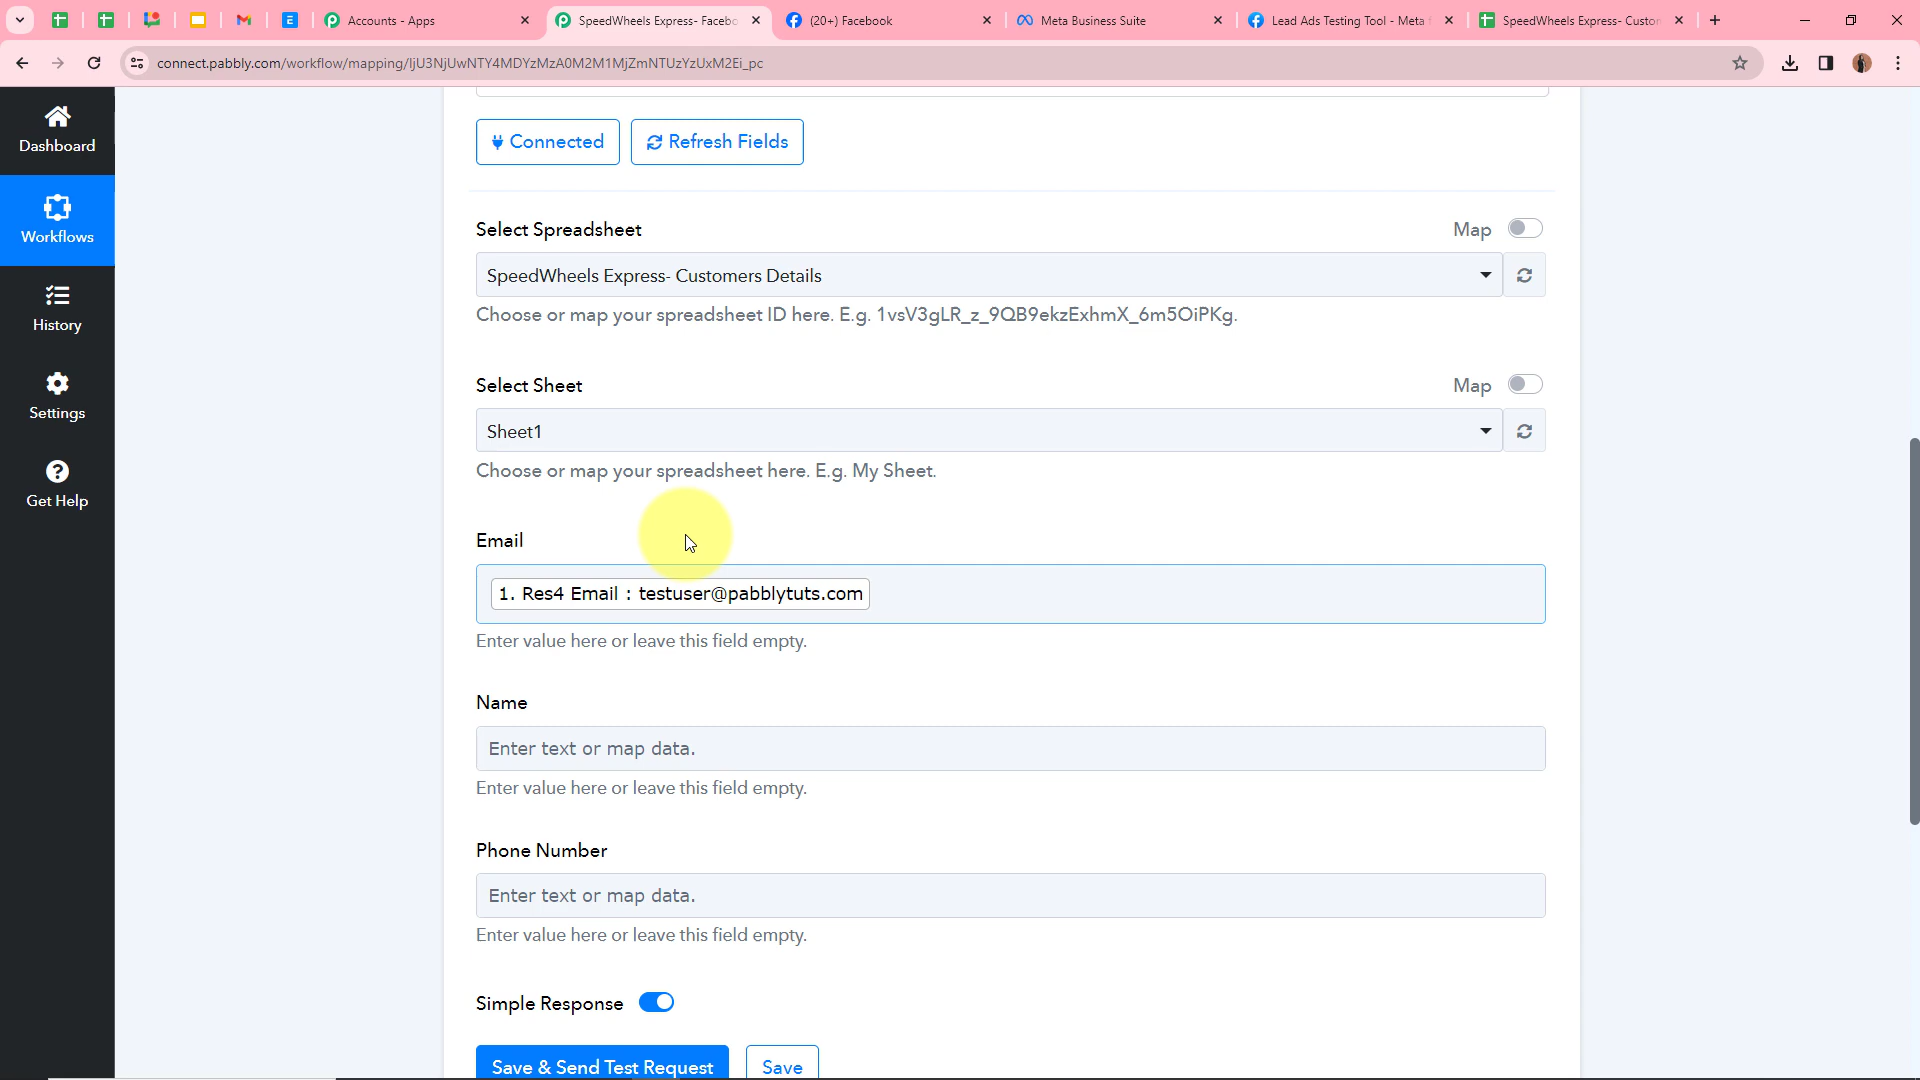 Accounts - Apps
SpeedWheels Express- Facebo
(20+) Facebook
Meta Business Suite
Lead Ads Testing Tool - Meta f
SpeedWheels Express- Custom
connect.pabbly.com/workflow/mapping/IjU3NjUwNTY4MDYzMzA0M2M1MjZmNTUzYzUxM2Ei_pc
Dashboard
Workflows
History
Settings
Get Help
Connected
Refresh Fields
Select Spreadsheet
Map
SpeedWheels Express- Customers Details
Choose or map your spreadsheet ID here. E.g. 1vsV3gLR_z_9QB9ekzExhmX_6m5OiPKg.
Select Sheet
Map
Sheet1
Choose or map your spreadsheet here. E.g. My Sheet.
Email
1. Res4 Email : testuser@pabblytuts.com
Enter value here or leave this field empty.
Name
Enter text or map data.
Enter value here or leave this field empty.
Phone Number
Enter text or map data.
Enter value here or leave this field empty.
Simple Response
Save & Send Test Request
Save